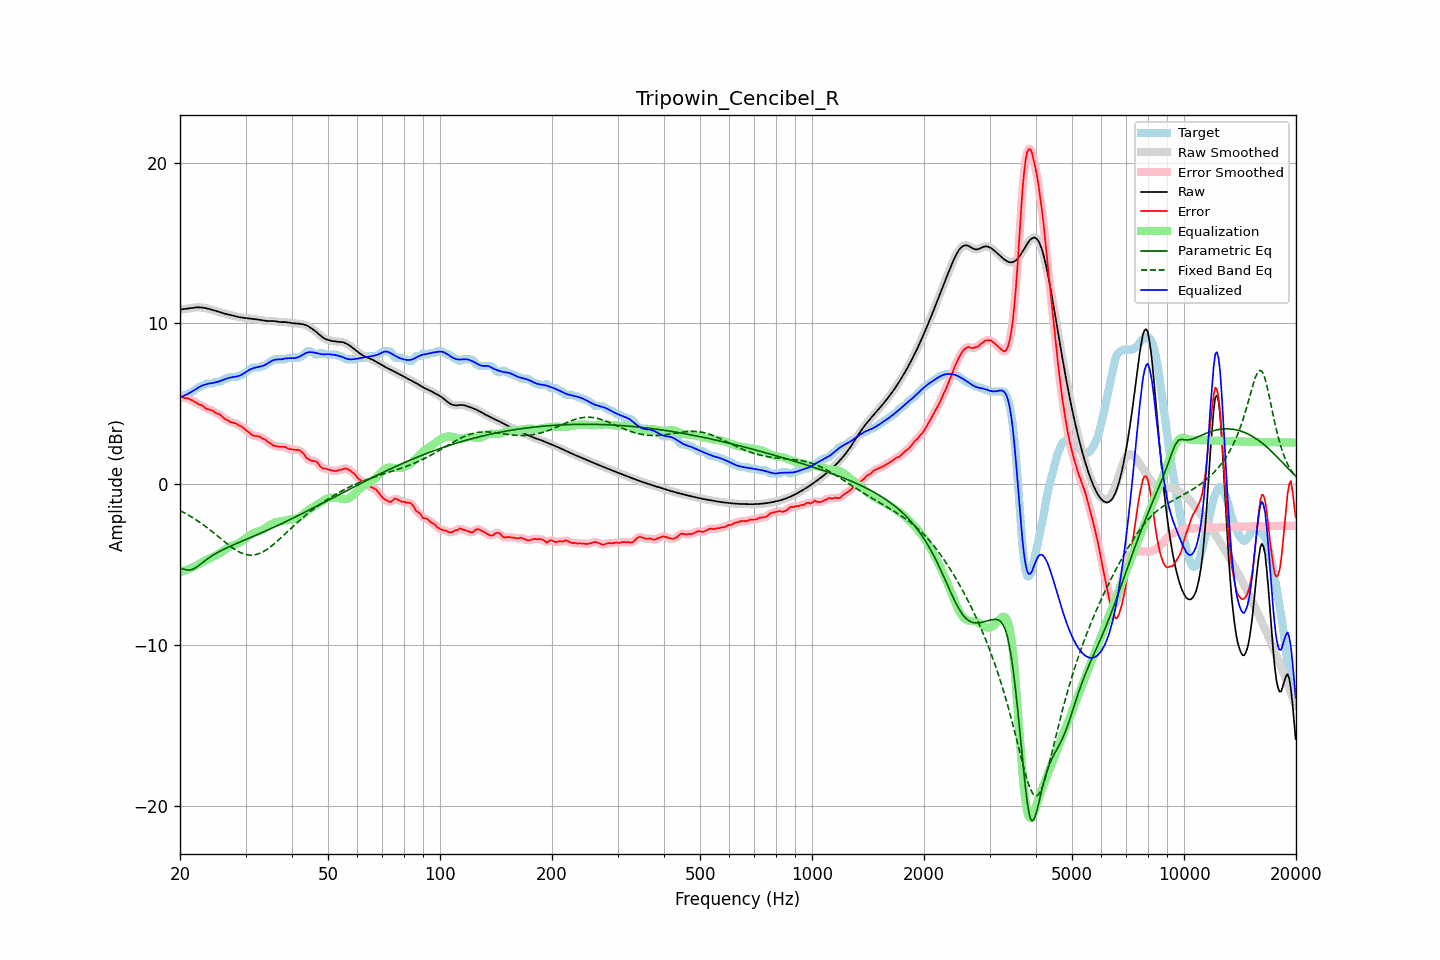 Tripowin_Cencibel_R
Amplitude (dBr)
20
10
0
−10
−20
Target
Raw Smoothed
Error Smoothed
Raw
Error
Equalization
Parametric Eq
Fixed Band Eq
Equalized
20
50
100
200
500
1000
2000
5000
10000
20000
Frequency (Hz)